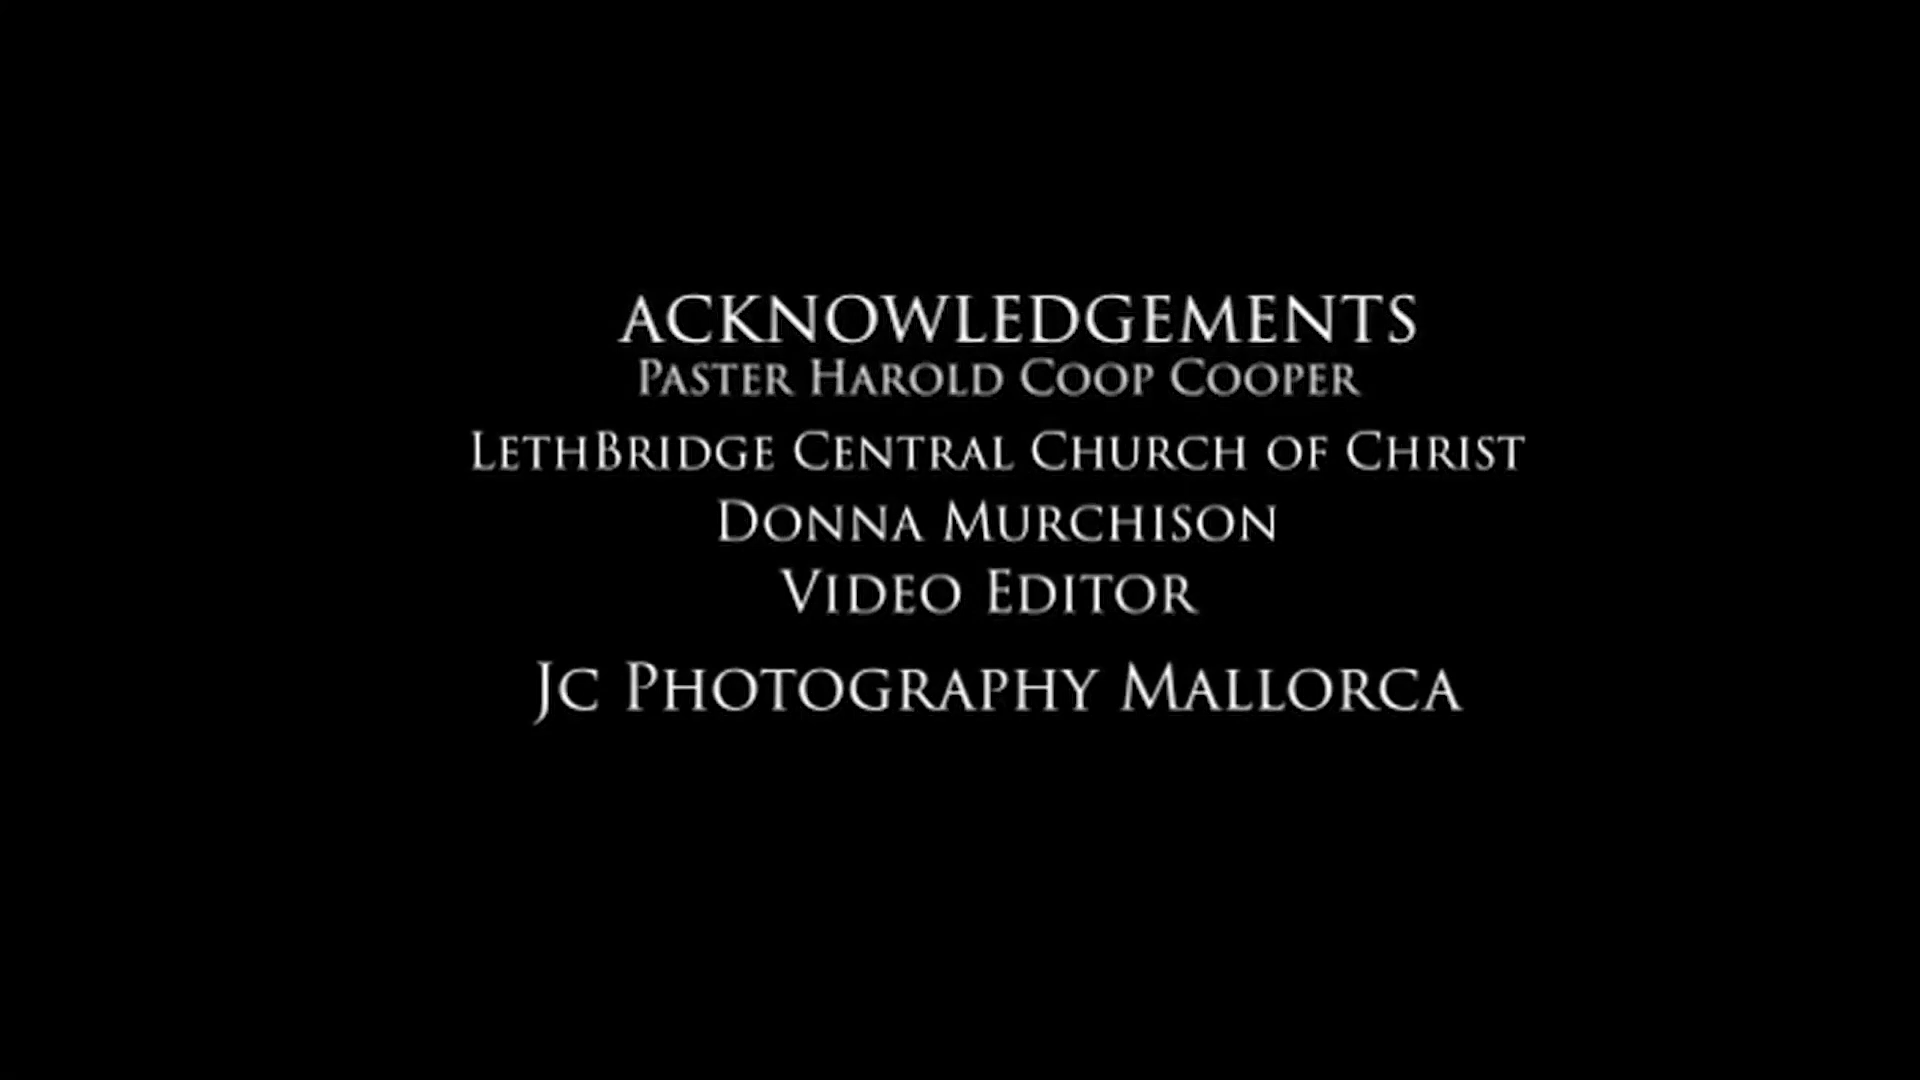 ACKNOWLEDGEMENTS
Paster Harold Coop Cooper
LethBridge Central Church of Christ
Donna Murchison
Video Editor
Jc Photography Mallorca